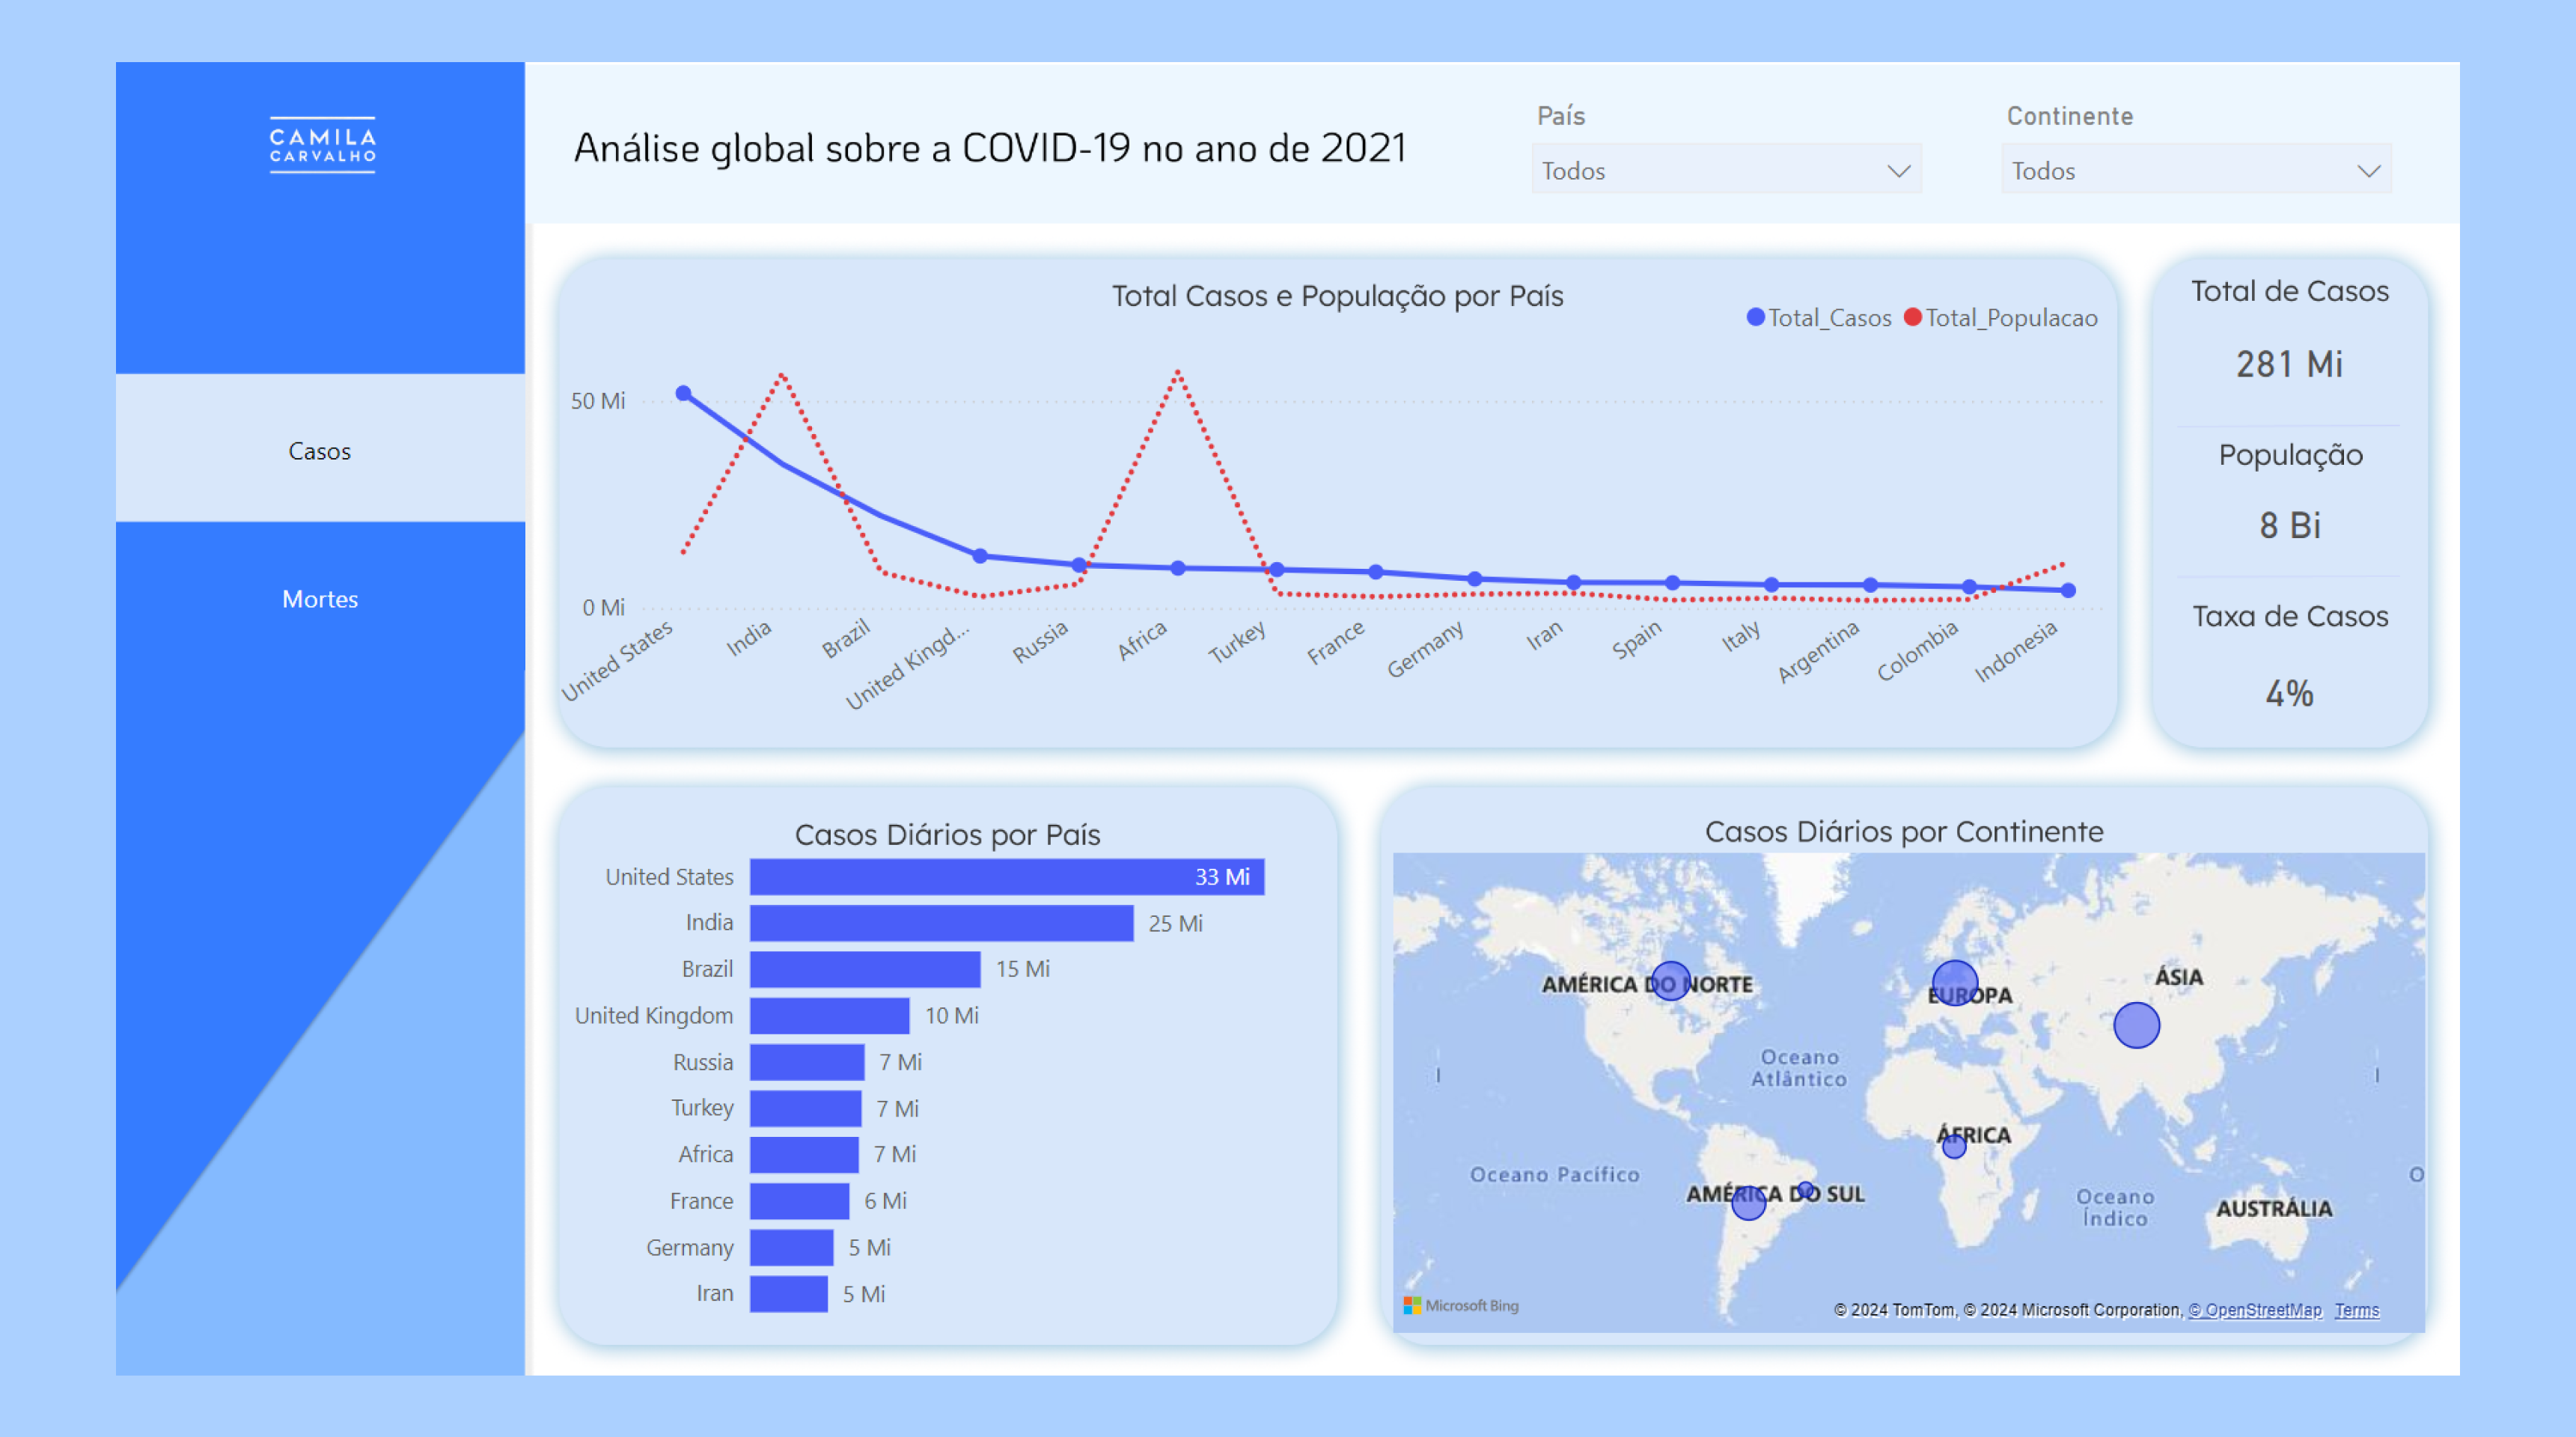 CAMILA
CARVALHO
Casos
Mortes
Análise global sobre a COVID-19 no ano de 2021
País
Todos
Continente
Todos
Total Casos e População por País
Total_Casos
Total_Populacao
50 Mi
0 Mi
United States
India
Brazil
United Kingd...
Russia
Africa
Turkey
France
Germany
Iran
Spain
Italy
Argentina
Colombia
Indonesia
Total de Casos
281 Mi
População
8 Bi
Taxa de Casos
4%
Casos Diários por País
United States 33 Mi
India 25 Mi
Brazil 15 Mi
United Kingdom 10 Mi
Russia 7 Mi
Turkey 7 Mi
Africa 7 Mi
France 6 Mi
Germany 5 Mi
Iran 5 Mi
Casos Diários por Continente
AMÉRICA DO NORTE
EUROPA
ÁSIA
Oceano
Atlântico
ÁFRICA
Oceano Pacífico
AMÉRICA DO SUL
Oceano
Índico
AUSTRÁLIA
O
Microsoft Bing
© 2024 TomTom, © 2024 Microsoft Corporation, © OpenStreetMap Terms